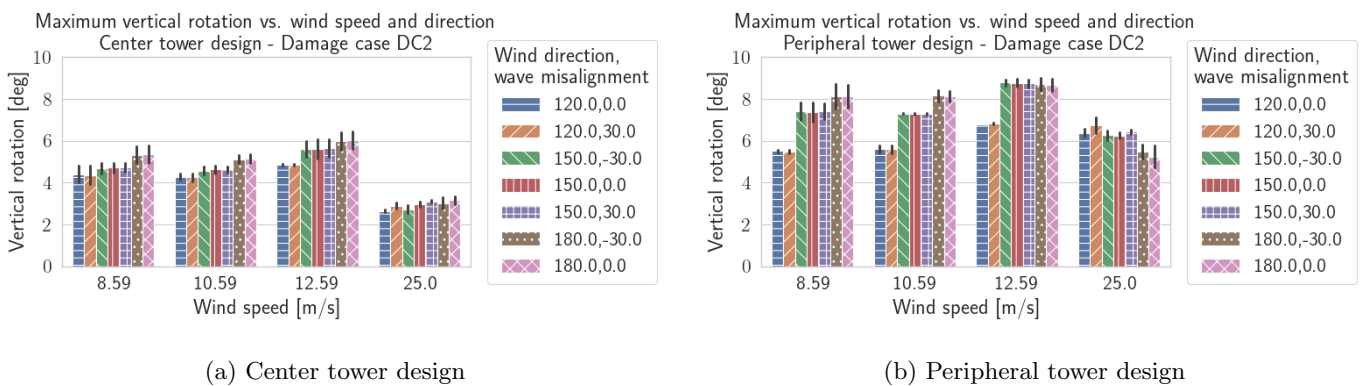 Maximum vertical rotation vs. wind speed and direction
Center tower design - Damage case DC2
Vertical rotation [deg]
10
8
6
4
2
0
8.59
10.59
12.59
25.0
Wind speed [m/s]
Wind direction,
wave misalignment
120.0,0.0
120.0,30.0
150.0,-30.0
150.0,0.0
150.0,30.0
180.0,-30.0
180.0,0.0
(a) Center tower design
Maximum vertical rotation vs. wind speed and direction
Peripheral tower design - Damage case DC2
Vertical rotation [deg]
10
8
6
4
2
0
8.59
10.59
12.59
25.0
Wind speed [m/s]
Wind direction,
wave misalignment
120.0,0.0
120.0,30.0
150.0,-30.0
150.0,0.0
150.0,30.0
180.0,-30.0
180.0,0.0
(b) Peripheral tower design